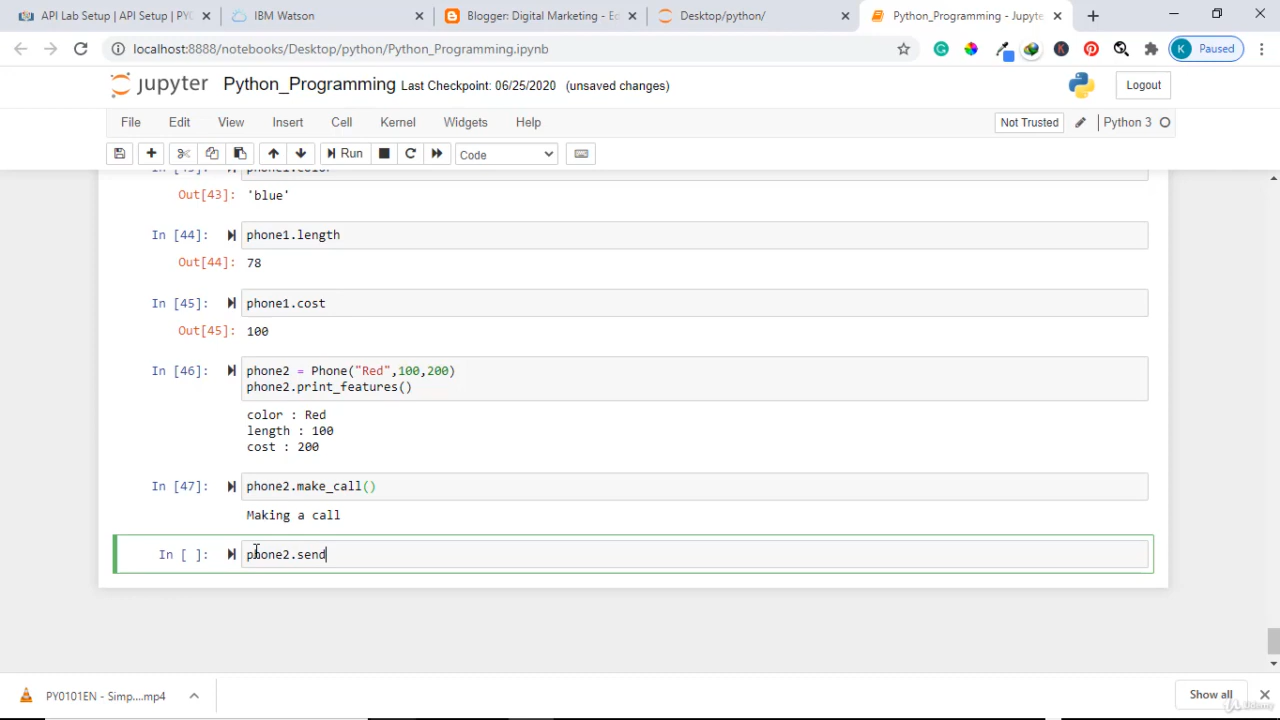 API Lab Setup | API Setup | PYC
IBM Watson
Blogger: Digital Marketing - Ed
Desktop/python/
Python_Programming - Jupyte
localhost:8888/notebooks/Desktop/python/Python_Programming.ipynb
K Paused
jupyter Python_Programming Last Checkpoint: 06/25/2020 (unsaved changes)
Logout
File Edit View Insert Cell Kernel Widgets Help
Not Trusted
Python 3
Run
Code
phone1.color
Out[43]: 'blue'
In [44]: phone1.length
Out[44]: 78
In [45]: phone1.cost
Out[45]: 100
In [46]: phone2 = Phone("Red",100,200)
phone2.print_features()
color : Red
length : 100
cost : 200
In [47]: phone2.make_call()
Making a call
In [ ]: phone2.send
PY0101EN - Simp....mp4
Show all
Udemy